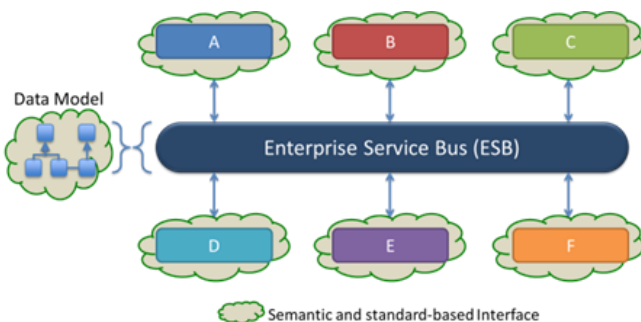 A
B
C
Data Model
Enterprise Service Bus (ESB)
D
E
F
Semantic and standard-based Interface